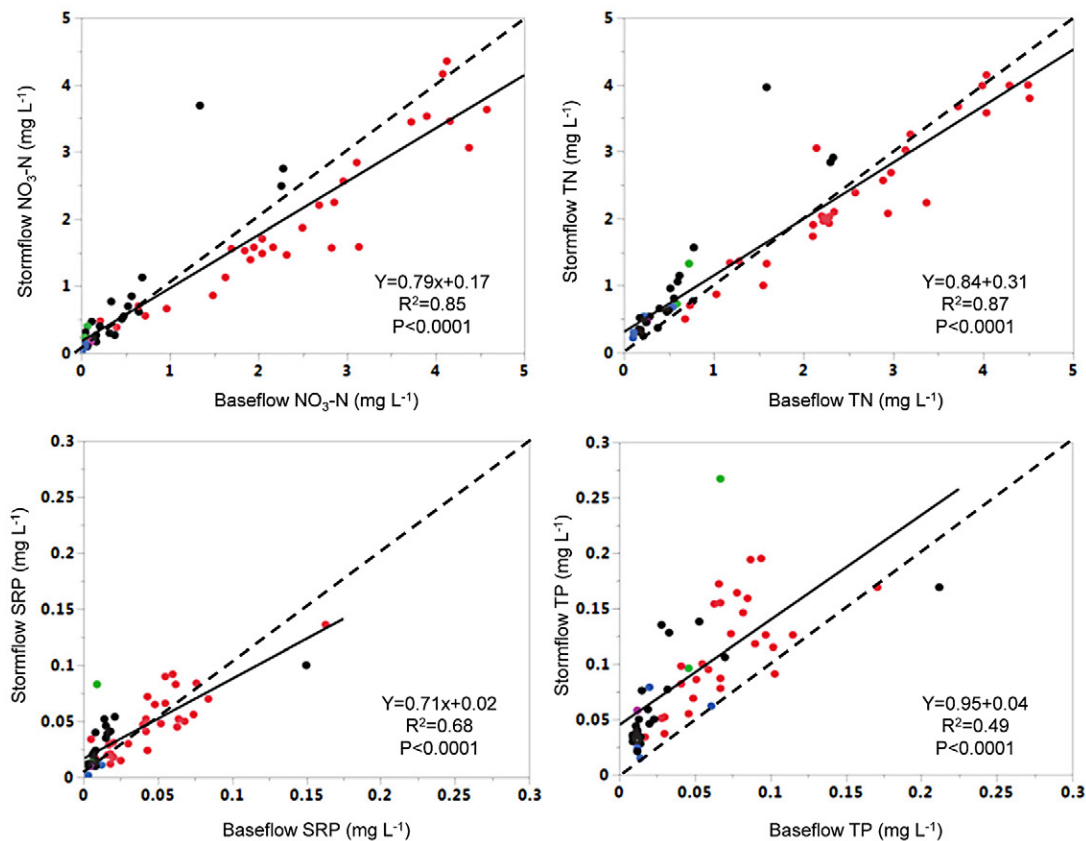 5
4
3
2
1
0
0 1 2 3 4 5
Stormflow NO₃-N (mg L⁻¹)
Baseflow NO₃-N (mg L⁻¹)
Y=0.79x+0.17
R²=0.85
P<0.0001
5
4
3
2
1
0
0 1 2 3 4 5
Stormflow TN (mg L⁻¹)
Baseflow TN (mg L⁻¹)
Y=0.84+0.31
R²=0.87
P<0.0001
0.3
0.25
0.2
0.15
0.1
0.05
0
0 0.05 0.1 0.15 0.2 0.25 0.3
Stormflow SRP (mg L⁻¹)
Baseflow SRP (mg L⁻¹)
Y=0.71x+0.02
R²=0.68
P<0.0001
0.3
0.25
0.2
0.15
0.1
0.05
0
0 0.05 0.1 0.15 0.2 0.25 0.3
Stormflow TP (mg L⁻¹)
Baseflow TP (mg L⁻¹)
Y=0.95+0.04
R²=0.49
P<0.0001